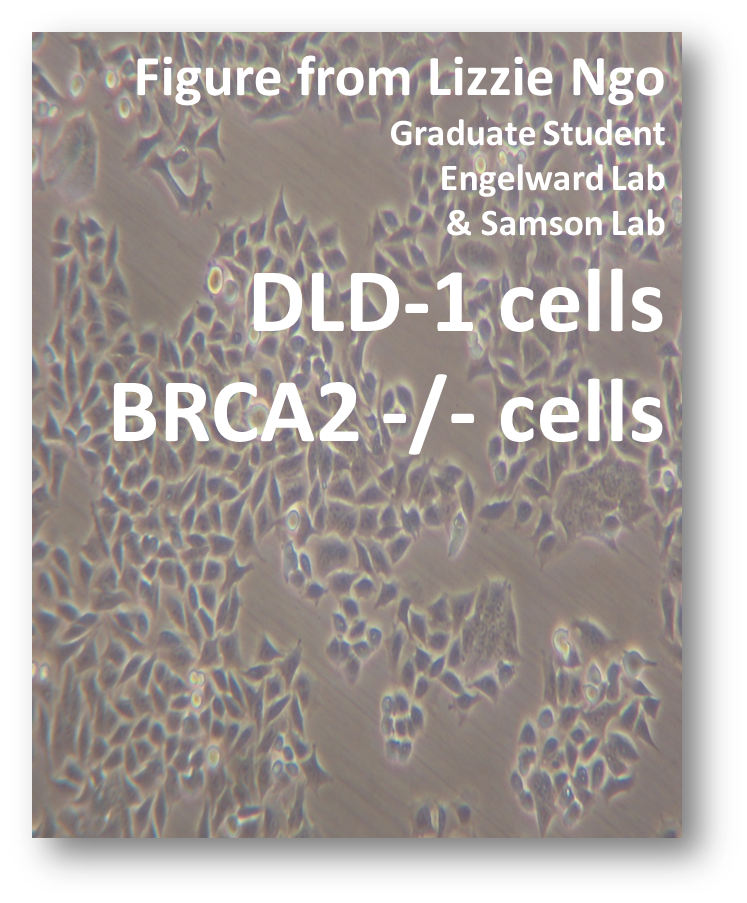 Figure from Lizzie Ngo
Graduate Student
Engelward Lab
& Samson Lab
DLD-1 cells
BRCA2 -/- cells